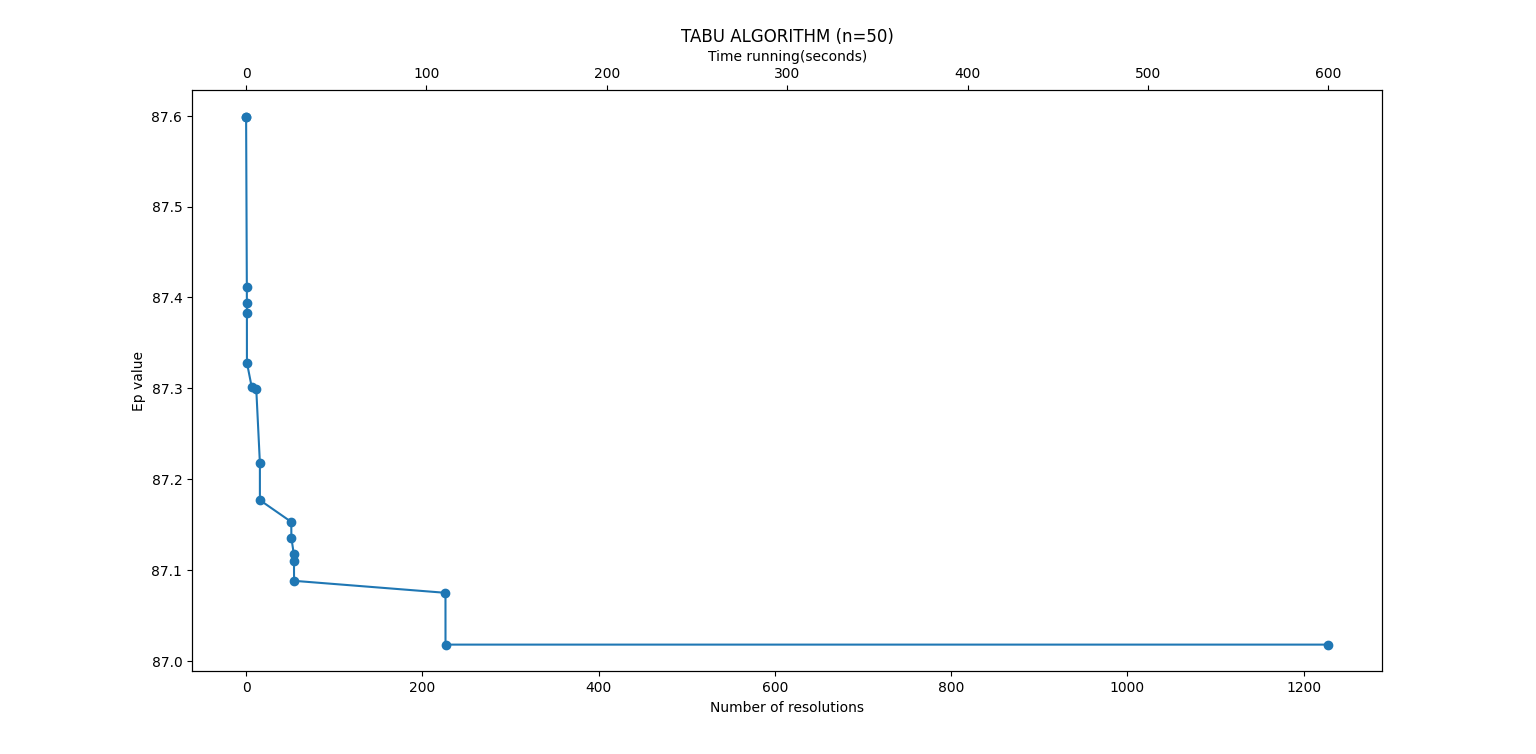 TABU ALGORITHM (n=50)
Time running(seconds)
0 100 200 300 400 500 600
87.6
87.5
87.4
87.3
87.2
87.1
87.0
Ep value
0 200 400 600 800 1000 1200
Number of resolutions